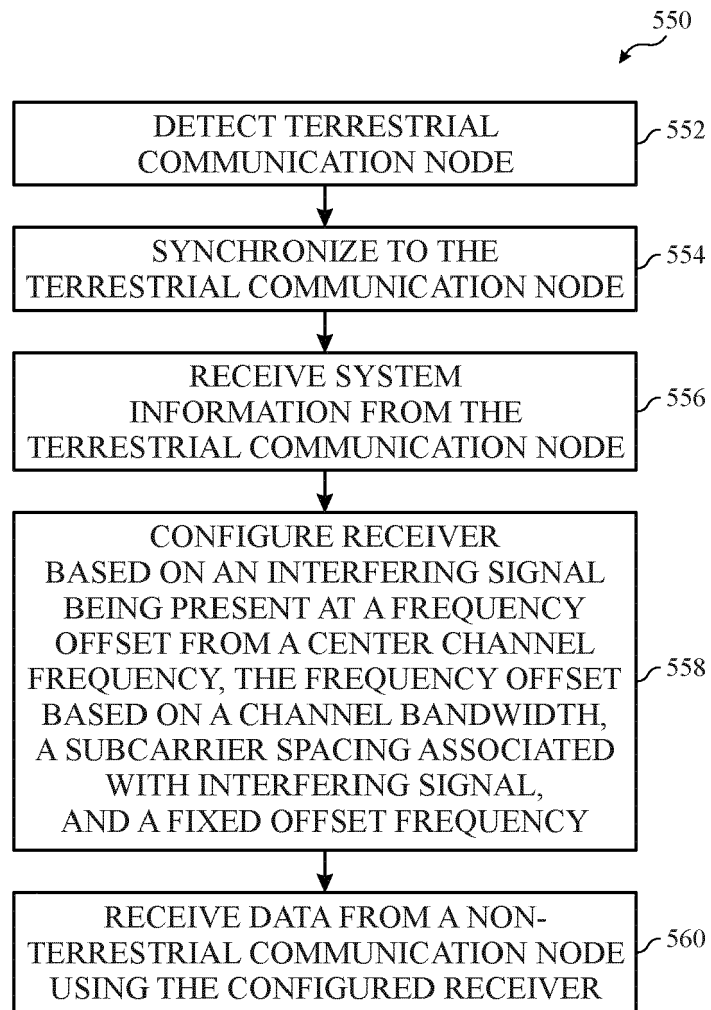 550
DETECT TERRESTRIAL
COMMUNICATION NODE
552
SYNCHRONIZE TO THE
TERRESTRIAL COMMUNICATION NODE
554
RECEIVE SYSTEM
INFORMATION FROM THE
TERRESTRIAL COMMUNICATION NODE
556
CONFIGURE RECEIVER
BASED ON AN INTERFERING SIGNAL
BEING PRESENT AT A FREQUENCY
OFFSET FROM A CENTER CHANNEL
FREQUENCY, THE FREQUENCY OFFSET
BASED ON A CHANNEL BANDWIDTH,
A SUBCARRIER SPACING ASSOCIATED
WITH INTERFERING SIGNAL,
AND A FIXED OFFSET FREQUENCY
558
RECEIVE DATA FROM A NON-
TERRESTRIAL COMMUNICATION NODE
USING THE CONFIGURED RECEIVER
560